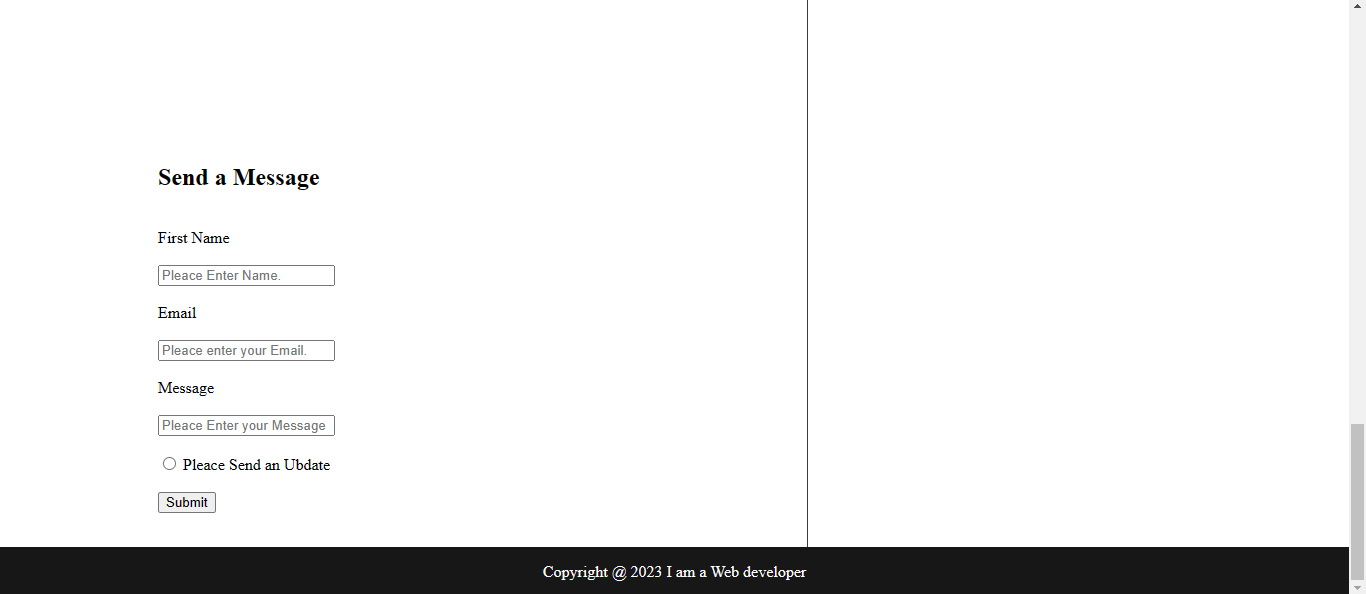 Send a Message
First Name
Pleace Enter Name.
Email
Pleace enter your Email.
Message
Pleace Enter your Message
Pleace Send an Ubdate
Submit
Copyright @ 2023 I am a Web developer